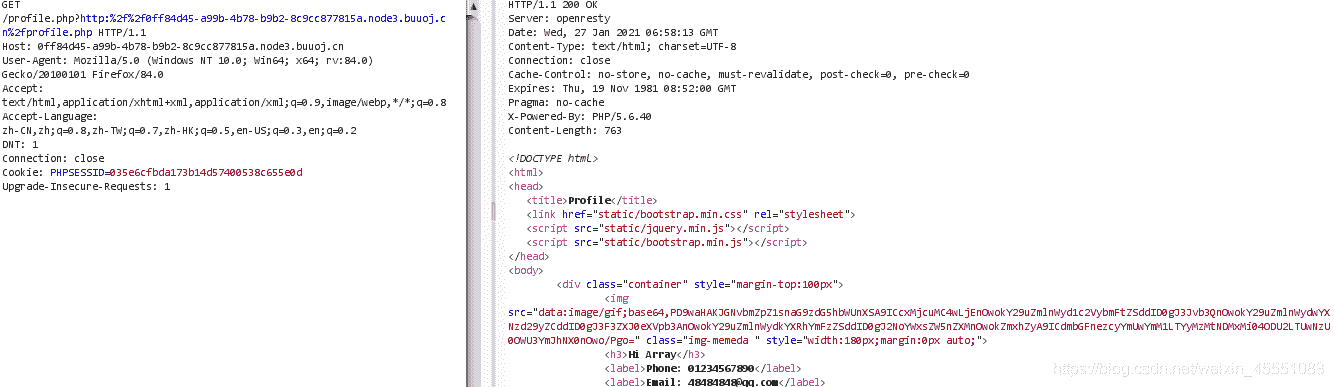 GET
/profile.php?http:%2f%2f0ff84d45-a99b-4b78-b9b2-8c9cc877815a.node3.buuoj.c
n%2fprofile.php HTTP/1.1
Host: 0ff84d45-a99b-4b78-b9b2-8c9cc877815a.node3.buuoj.cn
User-Agent: Mozilla/5.0 (Windows NT 10.0; Win64; x64; rv:84.0)
Gecko/20100101 Firefox/84.0
Accept:
text/html,application/xhtml+xml,application/xml;q=0.9,image/webp,*/*;q=0.8
Accept-Language:
zh-CN,zh;q=0.8,zh-TW;q=0.7,zh-HK;q=0.5,en-US;q=0.3,en;q=0.2
DNT: 1
Connection: close
Cookie: PHPSESSID=035e6cfbda173b14d57400538c655e0d
Upgrade-Insecure-Requests: 1
HTTP/1.1 200 OK
Server: openresty
Date: Wed, 27 Jan 2021 06:58:13 GMT
Content-Type: text/html; charset=UTF-8
Connection: close
Cache-Control: no-store, no-cache, must-revalidate, post-check=0, pre-check=0
Expires: Thu, 19 Nov 1981 08:52:00 GMT
Pragma: no-cache
X-Powered-By: PHP/5.6.40
Content-Length: 763
<!DOCTYPE html>
<html>
<head>
<title>Profile</title>
<link href="static/bootstrap.min.css" rel="stylesheet">
<script src="static/jquery.min.js"></script>
<script src="static/bootstrap.min.js"></script>
</head>
<body>
<div class="container" style="margin-top:100px">
<img
src="data:image/gif;base64,PD9waHAKJGNvbmZpZ1snaG9zdG5hbWUnXSA9ICcxMjcuMC4wLjEnOwokY29uZmlnWyd1c2VybmFtZSddID0gJ3Jvb3QnOwokY29uZmlnWydwYX
Nzd29yZCddID0gJ3F3ZXJ0eXVpb3AnOwokY29uZmlnWydkYXRhYmFzZSddID0gJ2NoYWxsZW5nZXMnOwokZmxhZyA9ICdmbGFnezcyYmUwYmM1LTYyMzMtNDMxMi04ODU2LTUwNzU
0OWU3YmJhNX0nOwo/Pgo=" class="img-memeda " style="width:180px;margin:0px auto;">
<h3>Hi Array</h3>
<label>Phone: 01234567890</label>
<label>Email: 48484848@qq.com</label>
https://blog.csdn.net/weixin_45551083